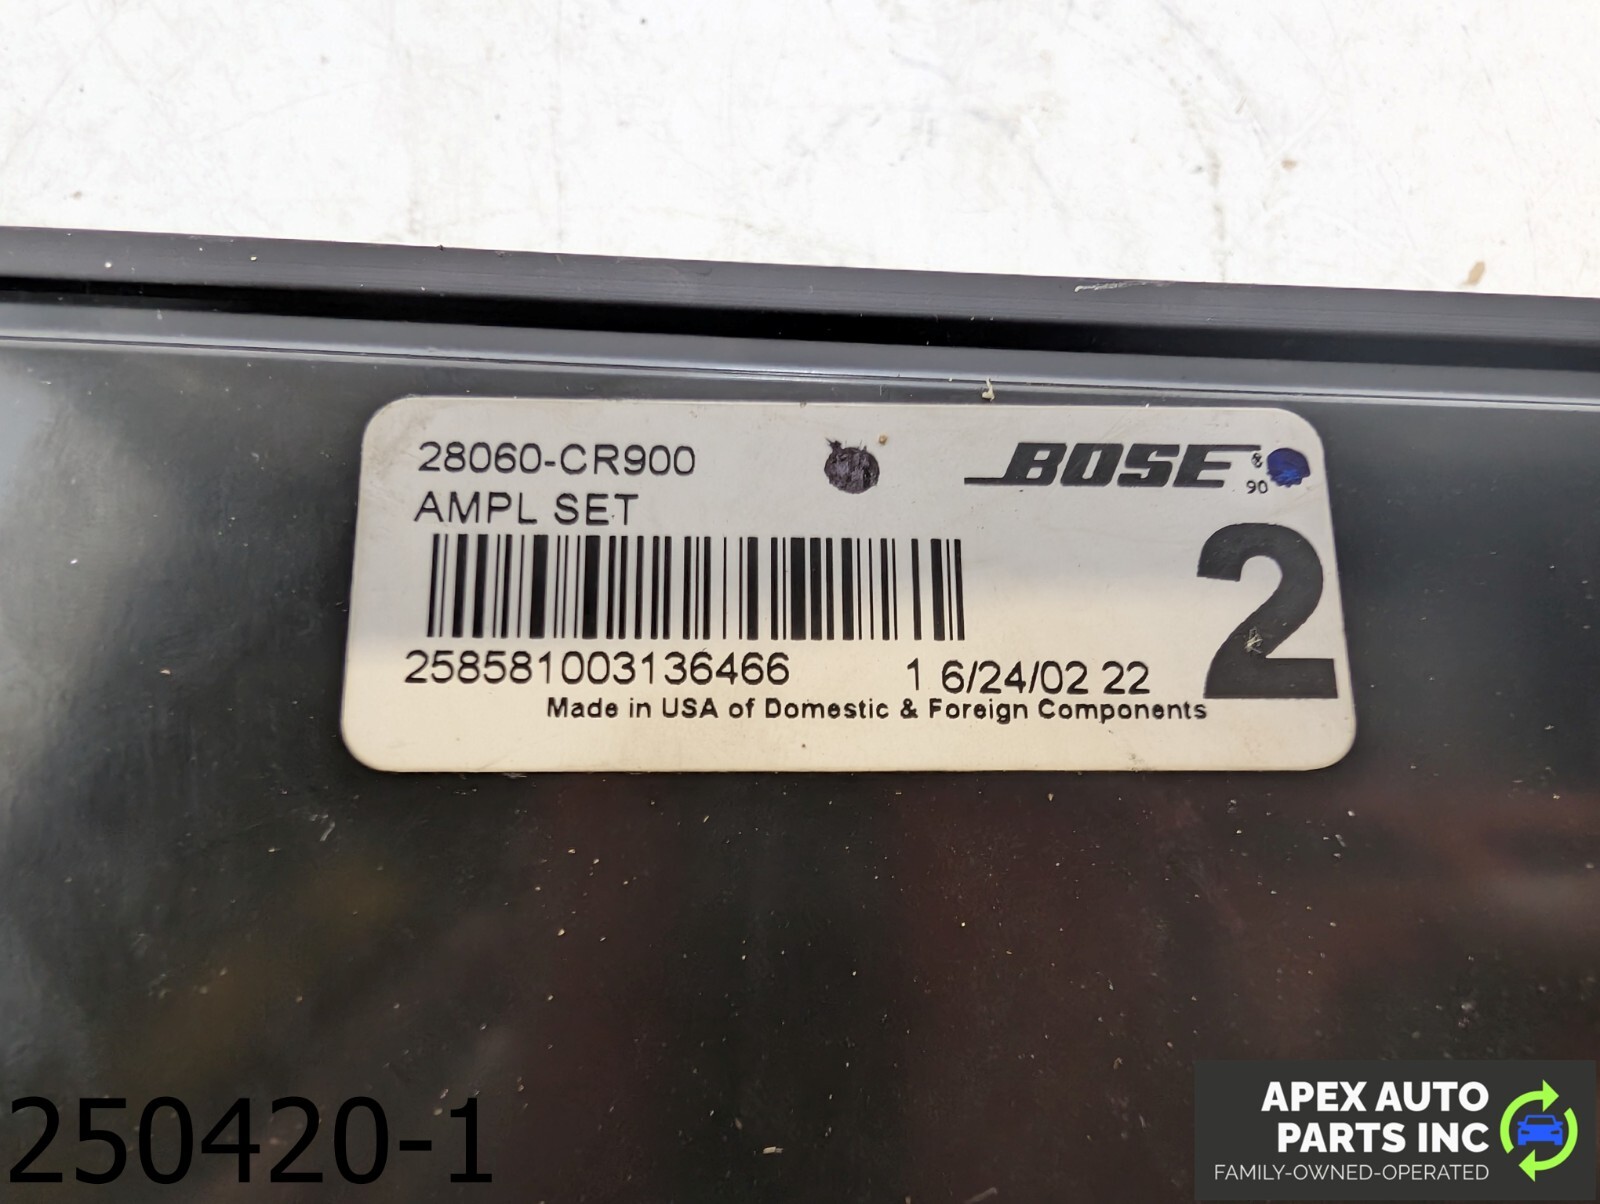 28060-CR900
BOSE
90
AMPL SET
2
258581003136466 1 6/24/02 22
Made in USA of Domestic & Foreign Components
250420-1
APEX AUTO
PARTS INC
FAMILY-OWNED-OPERATED